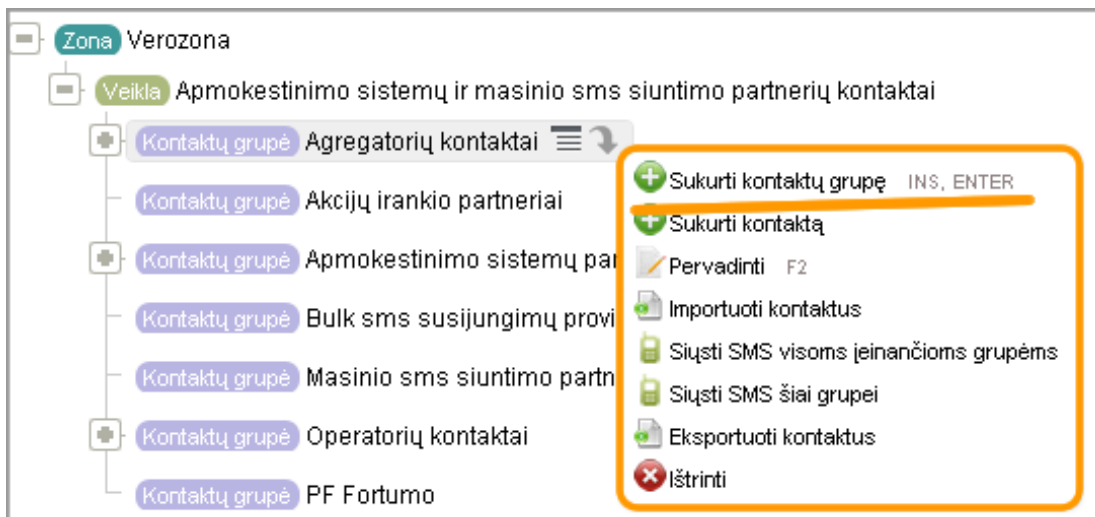 Zona Verozona
Veikla Apmokestinimo sistemų ir masinio sms siuntimo partnerių kontaktai
Kontaktų grupė Agregatorių kontaktai
Kontaktų grupė Akcijų irankio partneriai
Kontaktų grupė Apmokestinimo sistemų par
Kontaktų grupė Bulk sms susijungimų provi
Kontaktų grupė Masinio sms siuntimo partn
Kontaktų grupė Operatorių kontaktai
Kontaktų grupė PF Fortumo
Sukurti kontaktų grupę INS, ENTER
Sukurti kontaktą
Pervadinti F2
Importuoti kontaktus
Siųsti SMS visoms įeinančioms grupėms
Siųsti SMS šiai grupei
Eksportuoti kontaktus
Ištrinti